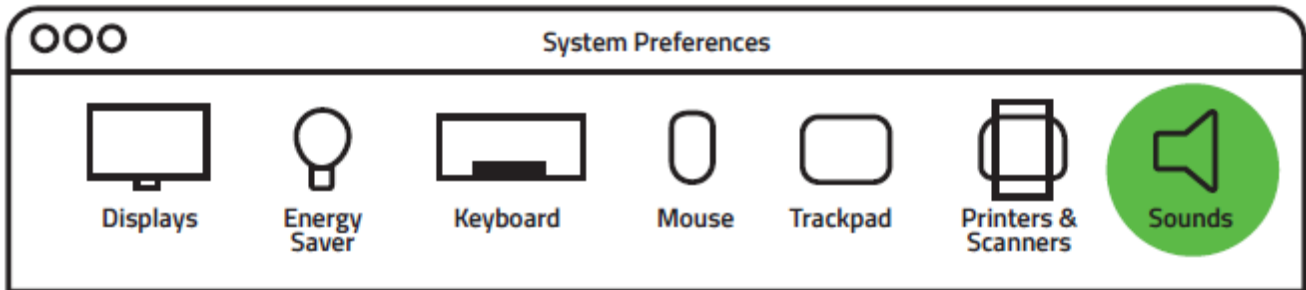 System Preferences
Displays
Energy
Saver
Keyboard
Mouse
Trackpad
Printers &
Scanners
Sounds